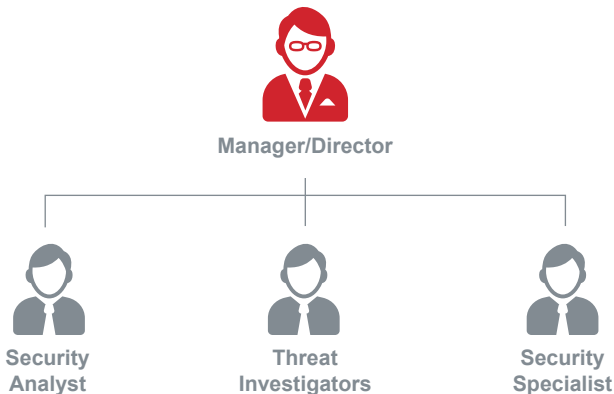 Manager/Director
Security
Analyst
Threat
Investigators
Security
Specialist